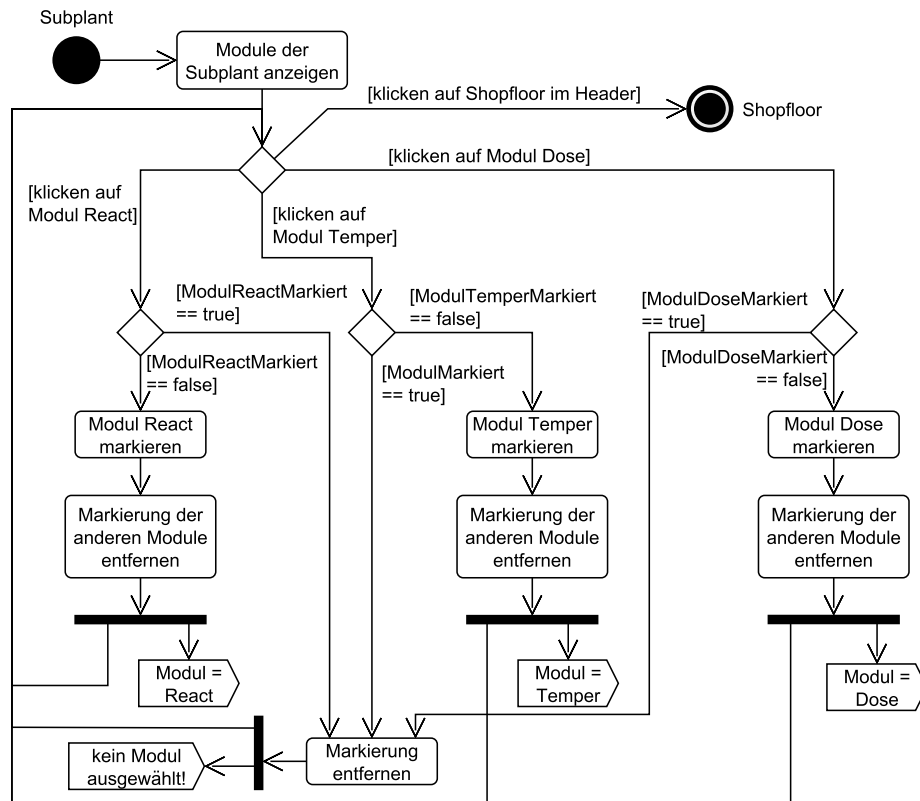 Subplant
Module der
Subplant anzeigen
[klicken auf Shopfloor im Header]
Shopfloor
[klicken auf Modul Dose]
[klicken auf
Modul React]
[klicken auf
Modul Temper]
[ModulReactMarkiert
== true]
[ModulTemperMarkiert
== false]
[ModulDoseMarkiert
== true]
[ModulReactMarkiert
== false]
[ModulMarkiert
== true]
[ModulDoseMarkiert
== false]
Modul React
markieren
Modul Temper
markieren
Modul Dose
markieren
Markierung der
anderen Module
entfernen
Markierung der
anderen Module
entfernen
Markierung der
anderen Module
entfernen
Modul =
React
Modul =
Temper
Modul =
Dose
kein Modul
ausgewählt!
Markierung
entfernen